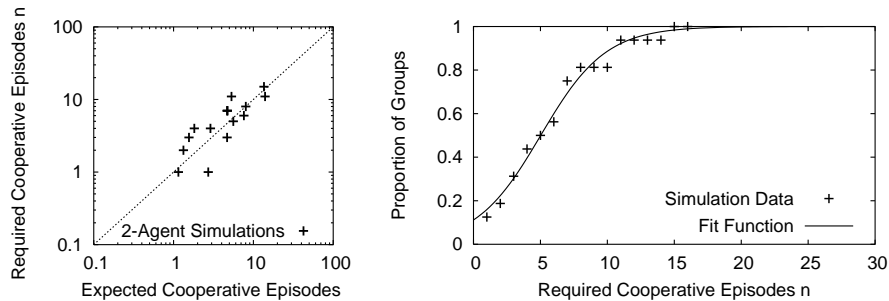 Required Cooperative Episodes n
100
10
1
0.1
2-Agent Simulations
0.1 1 10 100
Expected Cooperative Episodes
Proportion of Groups
1
0.8
0.6
0.4
0.2
0
Simulation Data
Fit Function
0 5 10 15 20 25 30
Required Cooperative Episodes n